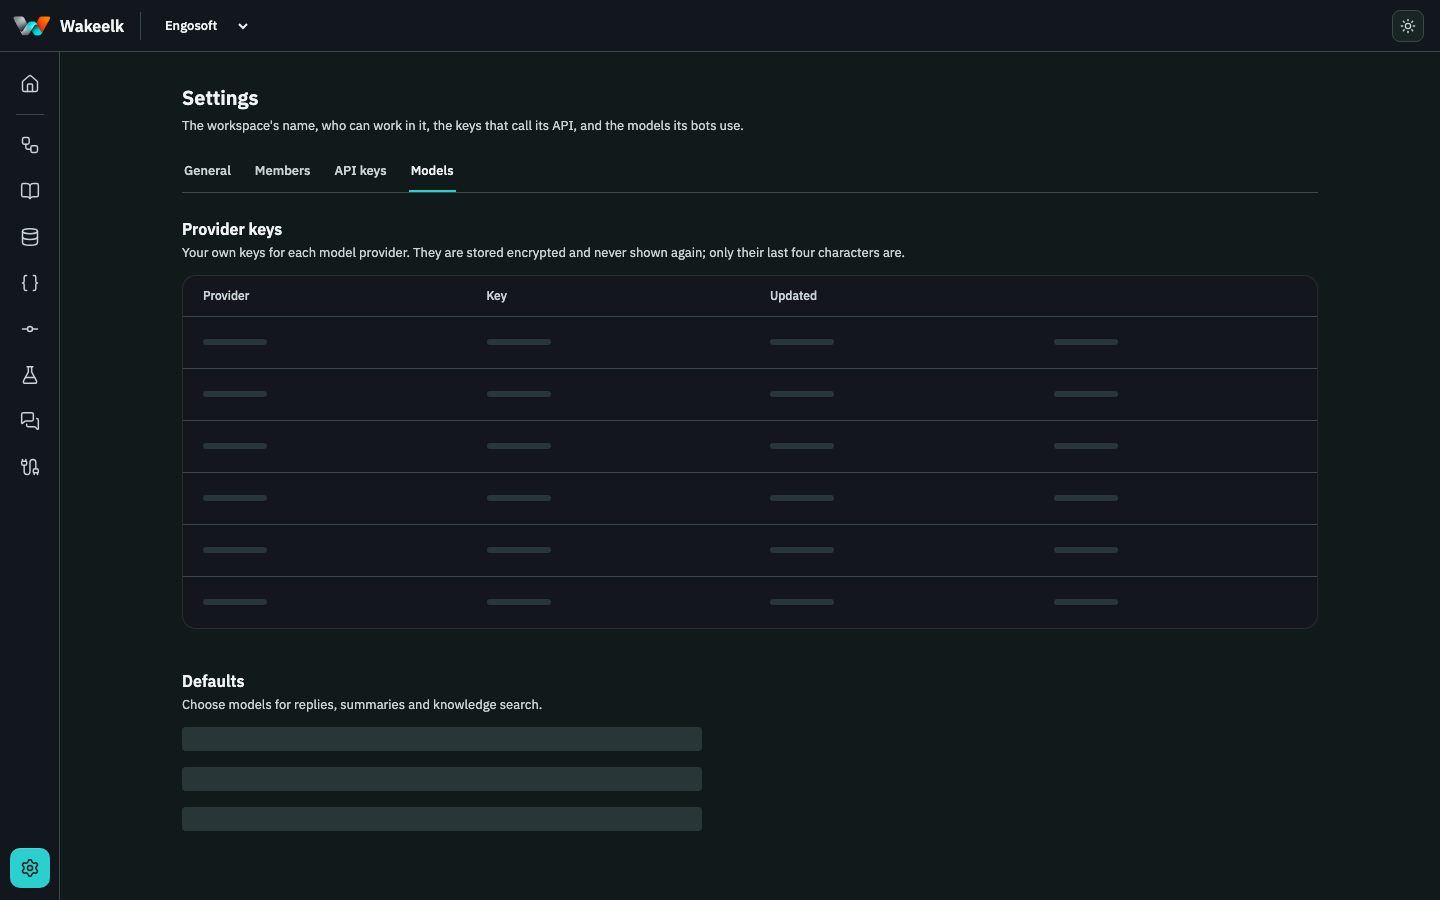 Wakeelk
Engosoft
Settings
The workspace's name, who can work in it, the keys that call its API, and the models its bots use.
General Members API keys Models
Provider keys
Your own keys for each model provider. They are stored encrypted and never shown again; only their last four characters are.
Provider Key Updated
Defaults
Choose models for replies, summaries and knowledge search.